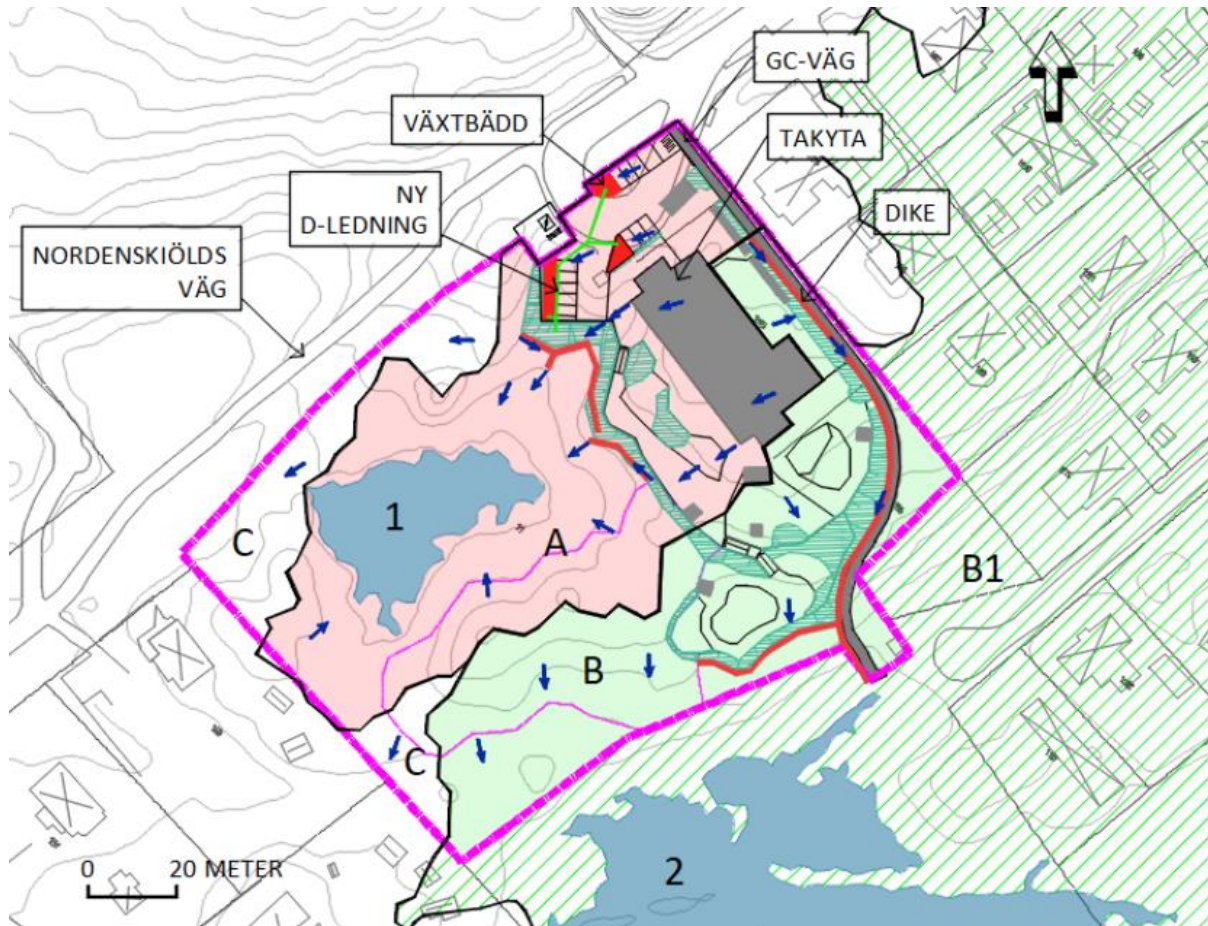 GC-VÄG
VÄXTBÄDD
TAKYTA
NY
D-LEDNING
DIKE
NORDENSKIÖLDS
VÄG
1
C
A
B1
B
C
0 20 METER
2